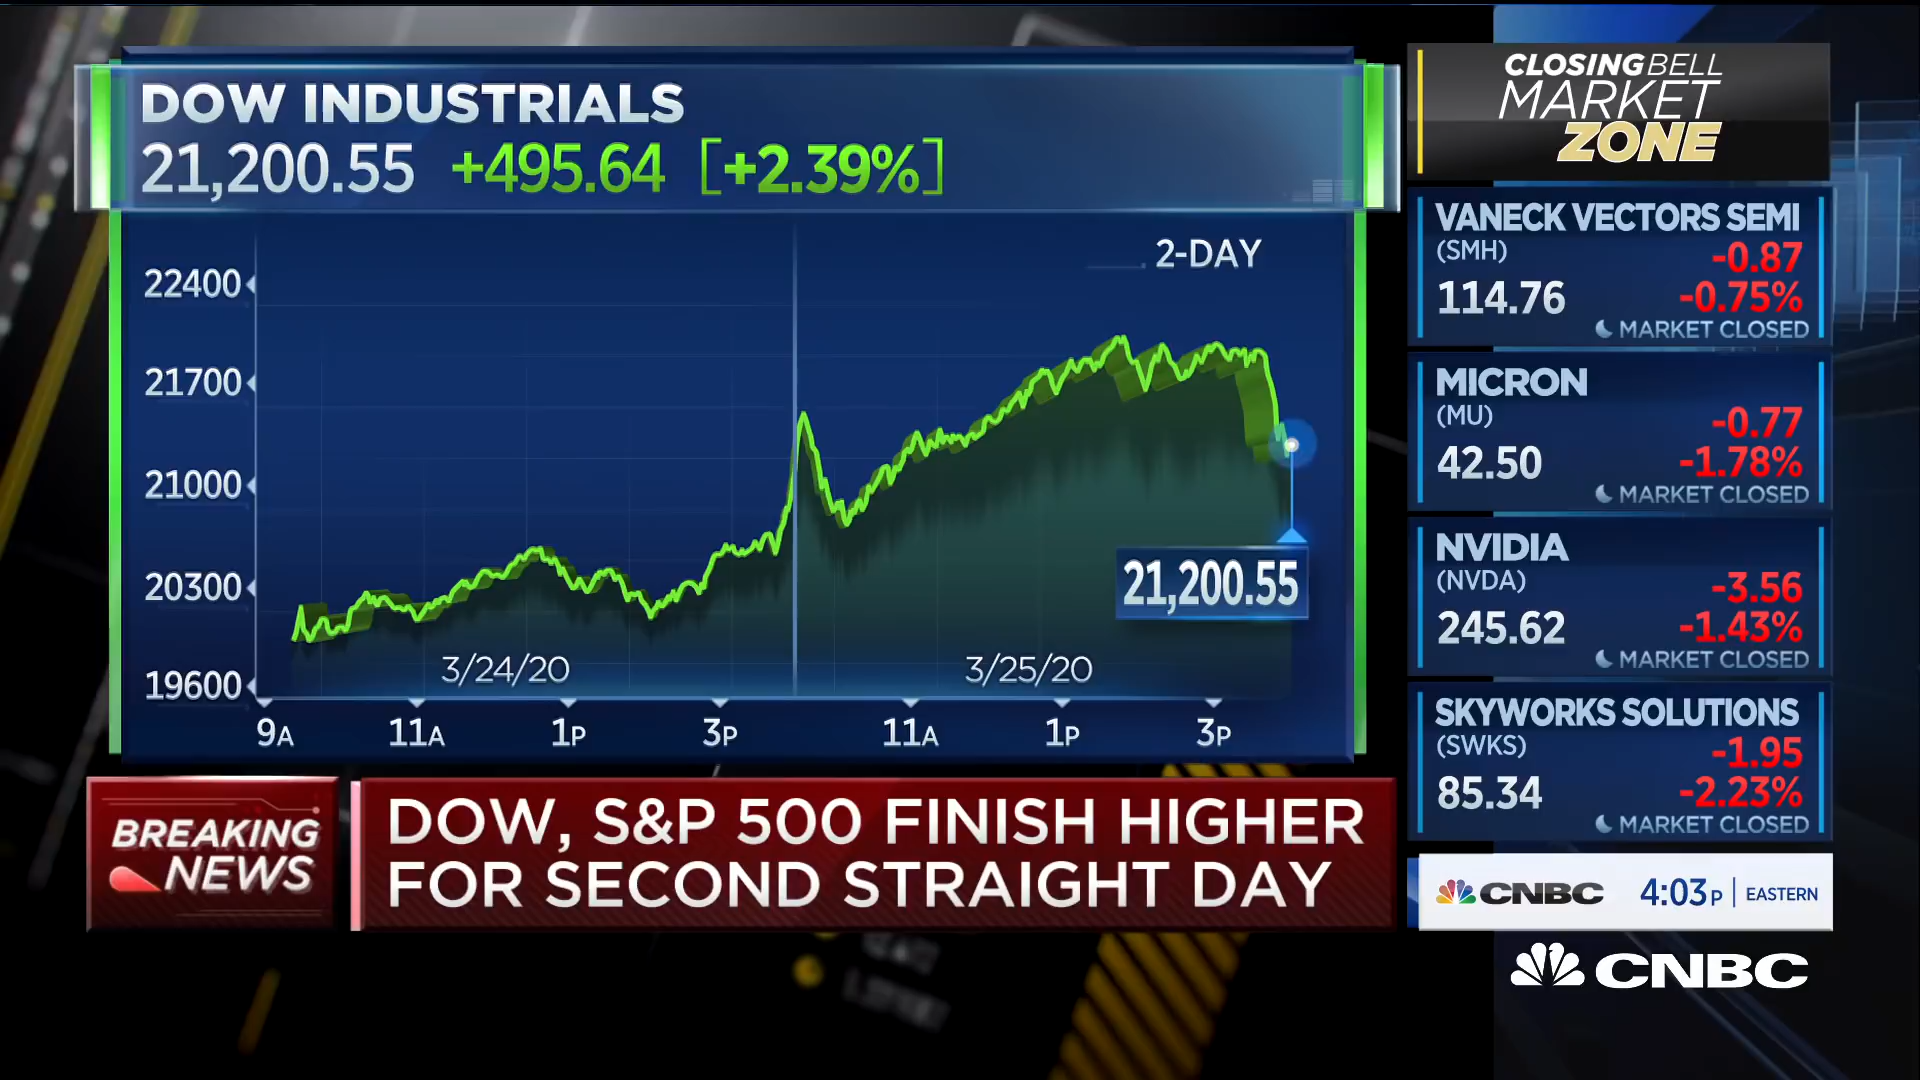 DOW INDUSTRIALS
21,200.55 +495.64 [+2.39%]
2-DAY
22400
21700
21000
20300
19600
21,200.55
3/24/20 3/25/20
9A 11A 1P 3P 11A 1P 3P
BREAKING
NEWS
DOW, S&P 500 FINISH HIGHER
FOR SECOND STRAIGHT DAY
CLOSING BELL
MARKET
ZONE
VANECK VECTORS SEMI
(SMH) -0.87
114.76 -0.75%
MARKET CLOSED
MICRON
(MU) -0.77
42.50 -1.78%
MARKET CLOSED
NVIDIA
(NVDA) -3.56
245.62 -1.43%
MARKET CLOSED
SKYWORKS SOLUTIONS
(SWKS) -1.95
85.34 -2.23%
MARKET CLOSED
CNBC 4:03P | EASTERN
CNBC